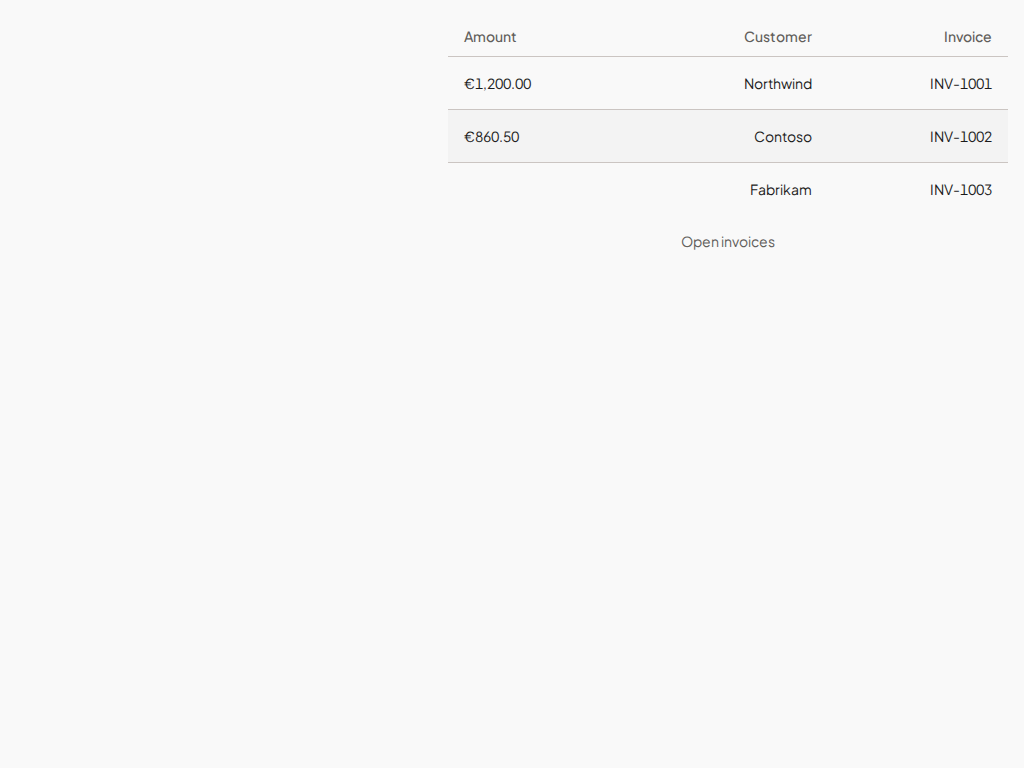 Amount Customer Invoice
€1,200.00 Northwind INV-1001
€860.50 Contoso INV-1002
Fabrikam INV-1003
Open invoices